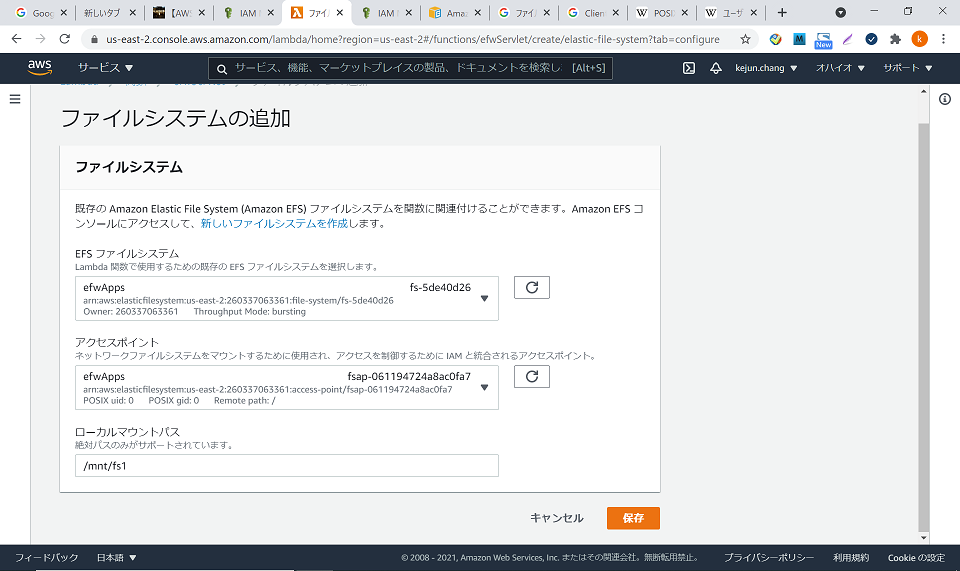 Goog
新しいタブ
【AWS
IAM M
ファイ
IAM M
Amaz
ファイ
Clien
POSI
ユーザ
us-east-2.console.aws.amazon.com/lambda/home?region=us-east-2#/functions/efwServlet/create/elastic-file-system?tab=configure
New
k
aws
サービス ▼
サービス、機能、マーケットプレイスの製品、ドキュメントを検索し [Alt+S]
kejun.chang ▼
オハイオ ▼
サポート ▼
ファイルシステムの追加
ファイルシステム
既存の Amazon Elastic File System (Amazon EFS) ファイルシステムを関数に関連付けることができます。Amazon EFS コ
ンソールにアクセスして、新しいファイルシステムを作成します。
EFS ファイルシステム
Lambda 関数で使用するための既存の EFS ファイルシステムを選択します。
efwApps fs-5de40d26
arn:aws:elasticfilesystem:us-east-2:260337063361:file-system/fs-5de40d26
Owner: 260337063361 Throughput Mode: bursting
アクセスポイント
ネットワークファイルシステムをマウントするために使用され、アクセスを制御するために IAM と統合されるアクセスポイント。
efwApps fsap-061194724a8ac0fa7
arn:aws:elasticfilesystem:us-east-2:260337063361:access-point/fsap-061194724a8ac0fa7
POSIX uid: 0 POSIX gid: 0 Remote path: /
ローカルマウントパス
絶対パスのみがサポートされています。
/mnt/fs1
キャンセル
保存
フィードバック
日本語 ▼
© 2008 - 2021, Amazon Web Services, Inc. またはその関連会社。無断転用禁止。
プライバシーポリシー
利用規約
Cookie の設定